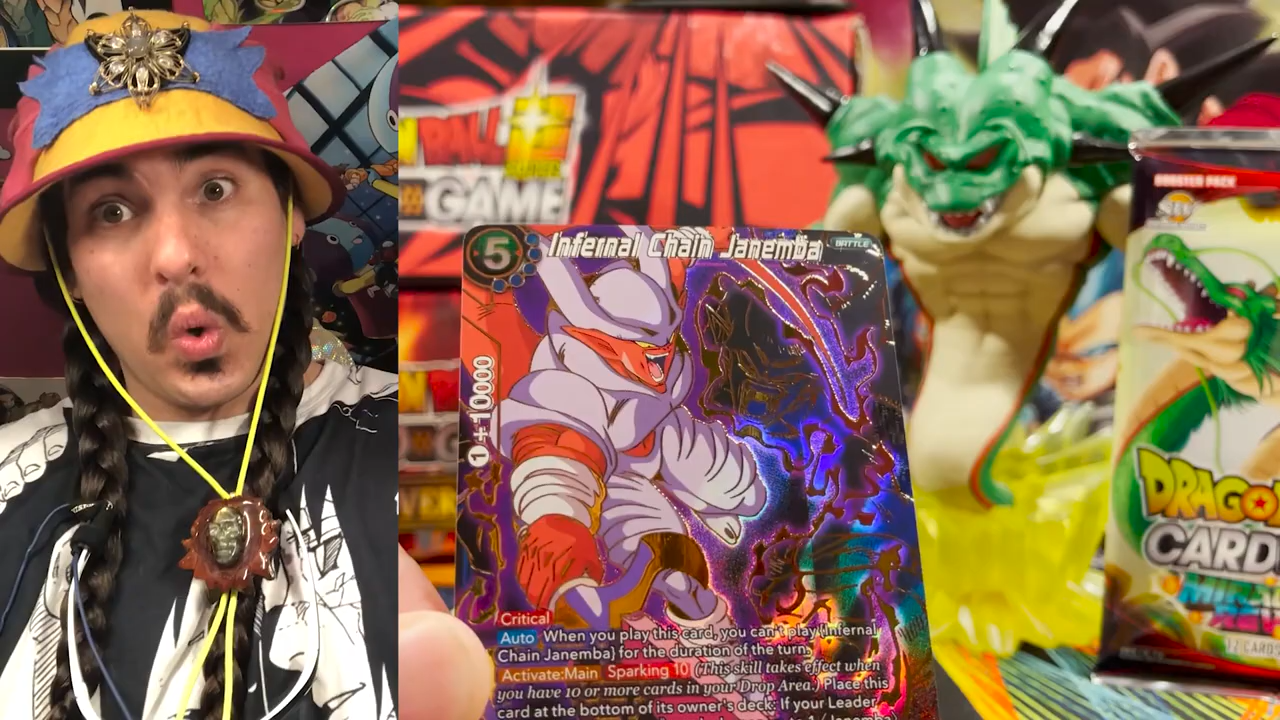 BALL
SUPER
GAME
5
Infernal Chain Janemba
BATTLE
1+10000
Critical
Auto When you play this card, you can't play {Infernal
Chain Janemba} for the duration of the turn.
Activate:Main Sparking 10 (This skill takes effect when
you have 10 or more cards in your Drop Area.) Place this
card at the bottom of its owner's deck: If your Leader
BOOSTER PACK
DRAGO
CARD
12 CARDS